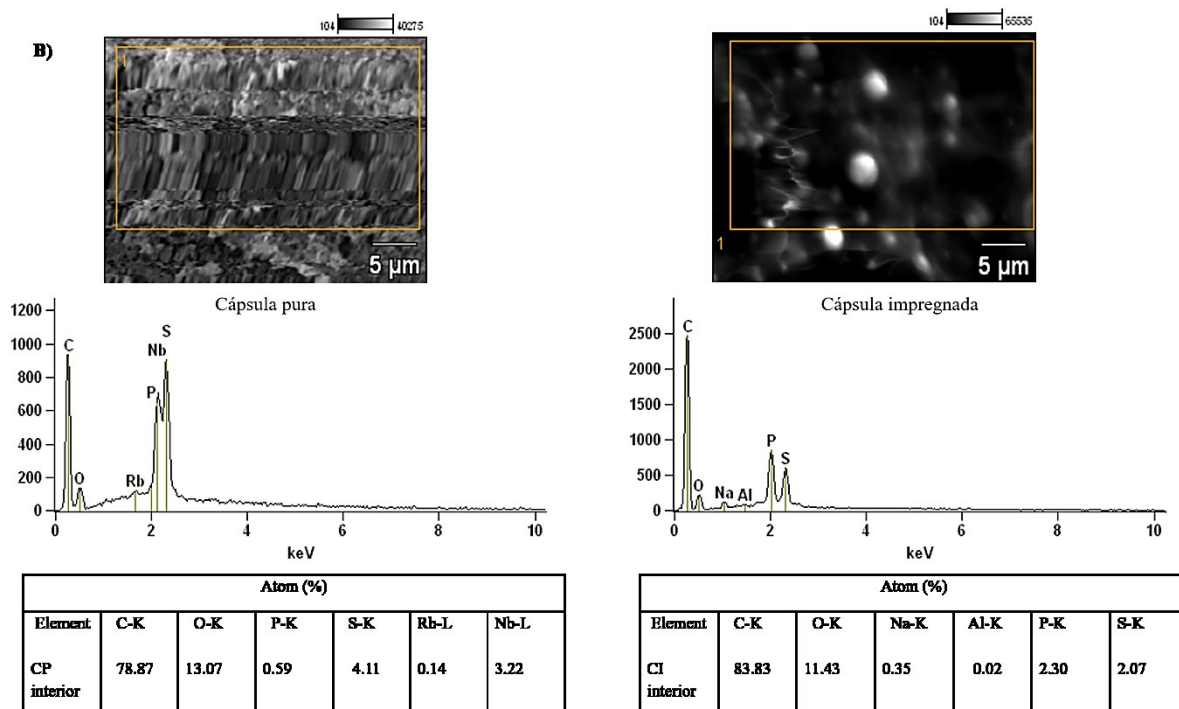 104 40275
B)
1
5 μm
Cápsula pura
1200
1000
800
600
400
200
0
C
O
Rb
P
Nb
S
0 2 4 6 8 10
keV
Atom (%)
Element C-K O-K P-K S-K Rb-L Nb-L
CP interior 78.87 13.07 0.59 4.11 0.14 3.22
104 65535
1
5 μm
Cápsula impregnada
2500
2000
1500
1000
500
0
C
O
Na
Al
P
S
0 2 4 6 8 10
keV
Atom (%)
Element C-K O-K Na-K Al-K P-K S-K
CI interior 83.83 11.43 0.35 0.02 2.30 2.07